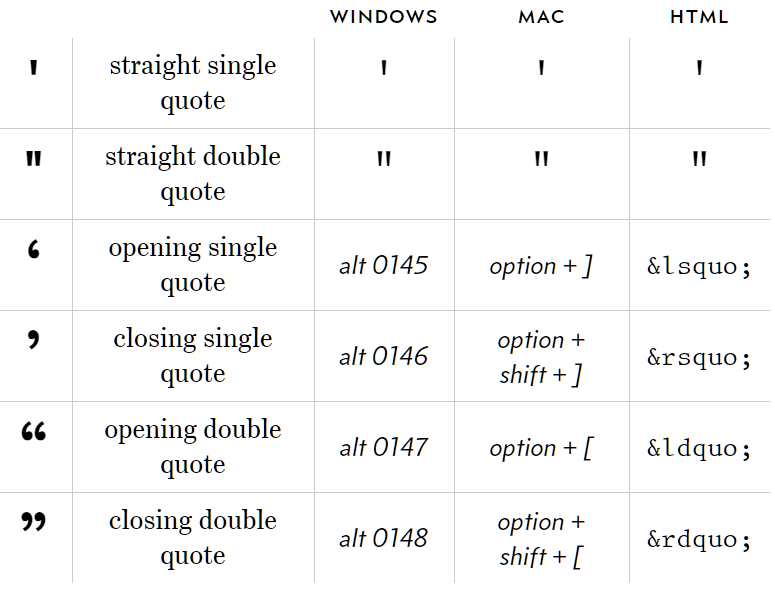 WINDOWS MAC HTML
' straight single quote ' ' '
" straight double quote " " "
‘ opening single quote alt 0145 option + ] &lsquo;
’ closing single quote alt 0146 option + shift + ] &rsquo;
“ opening double quote alt 0147 option + [ &ldquo;
” closing double quote alt 0148 option + shift + [ &rdquo;